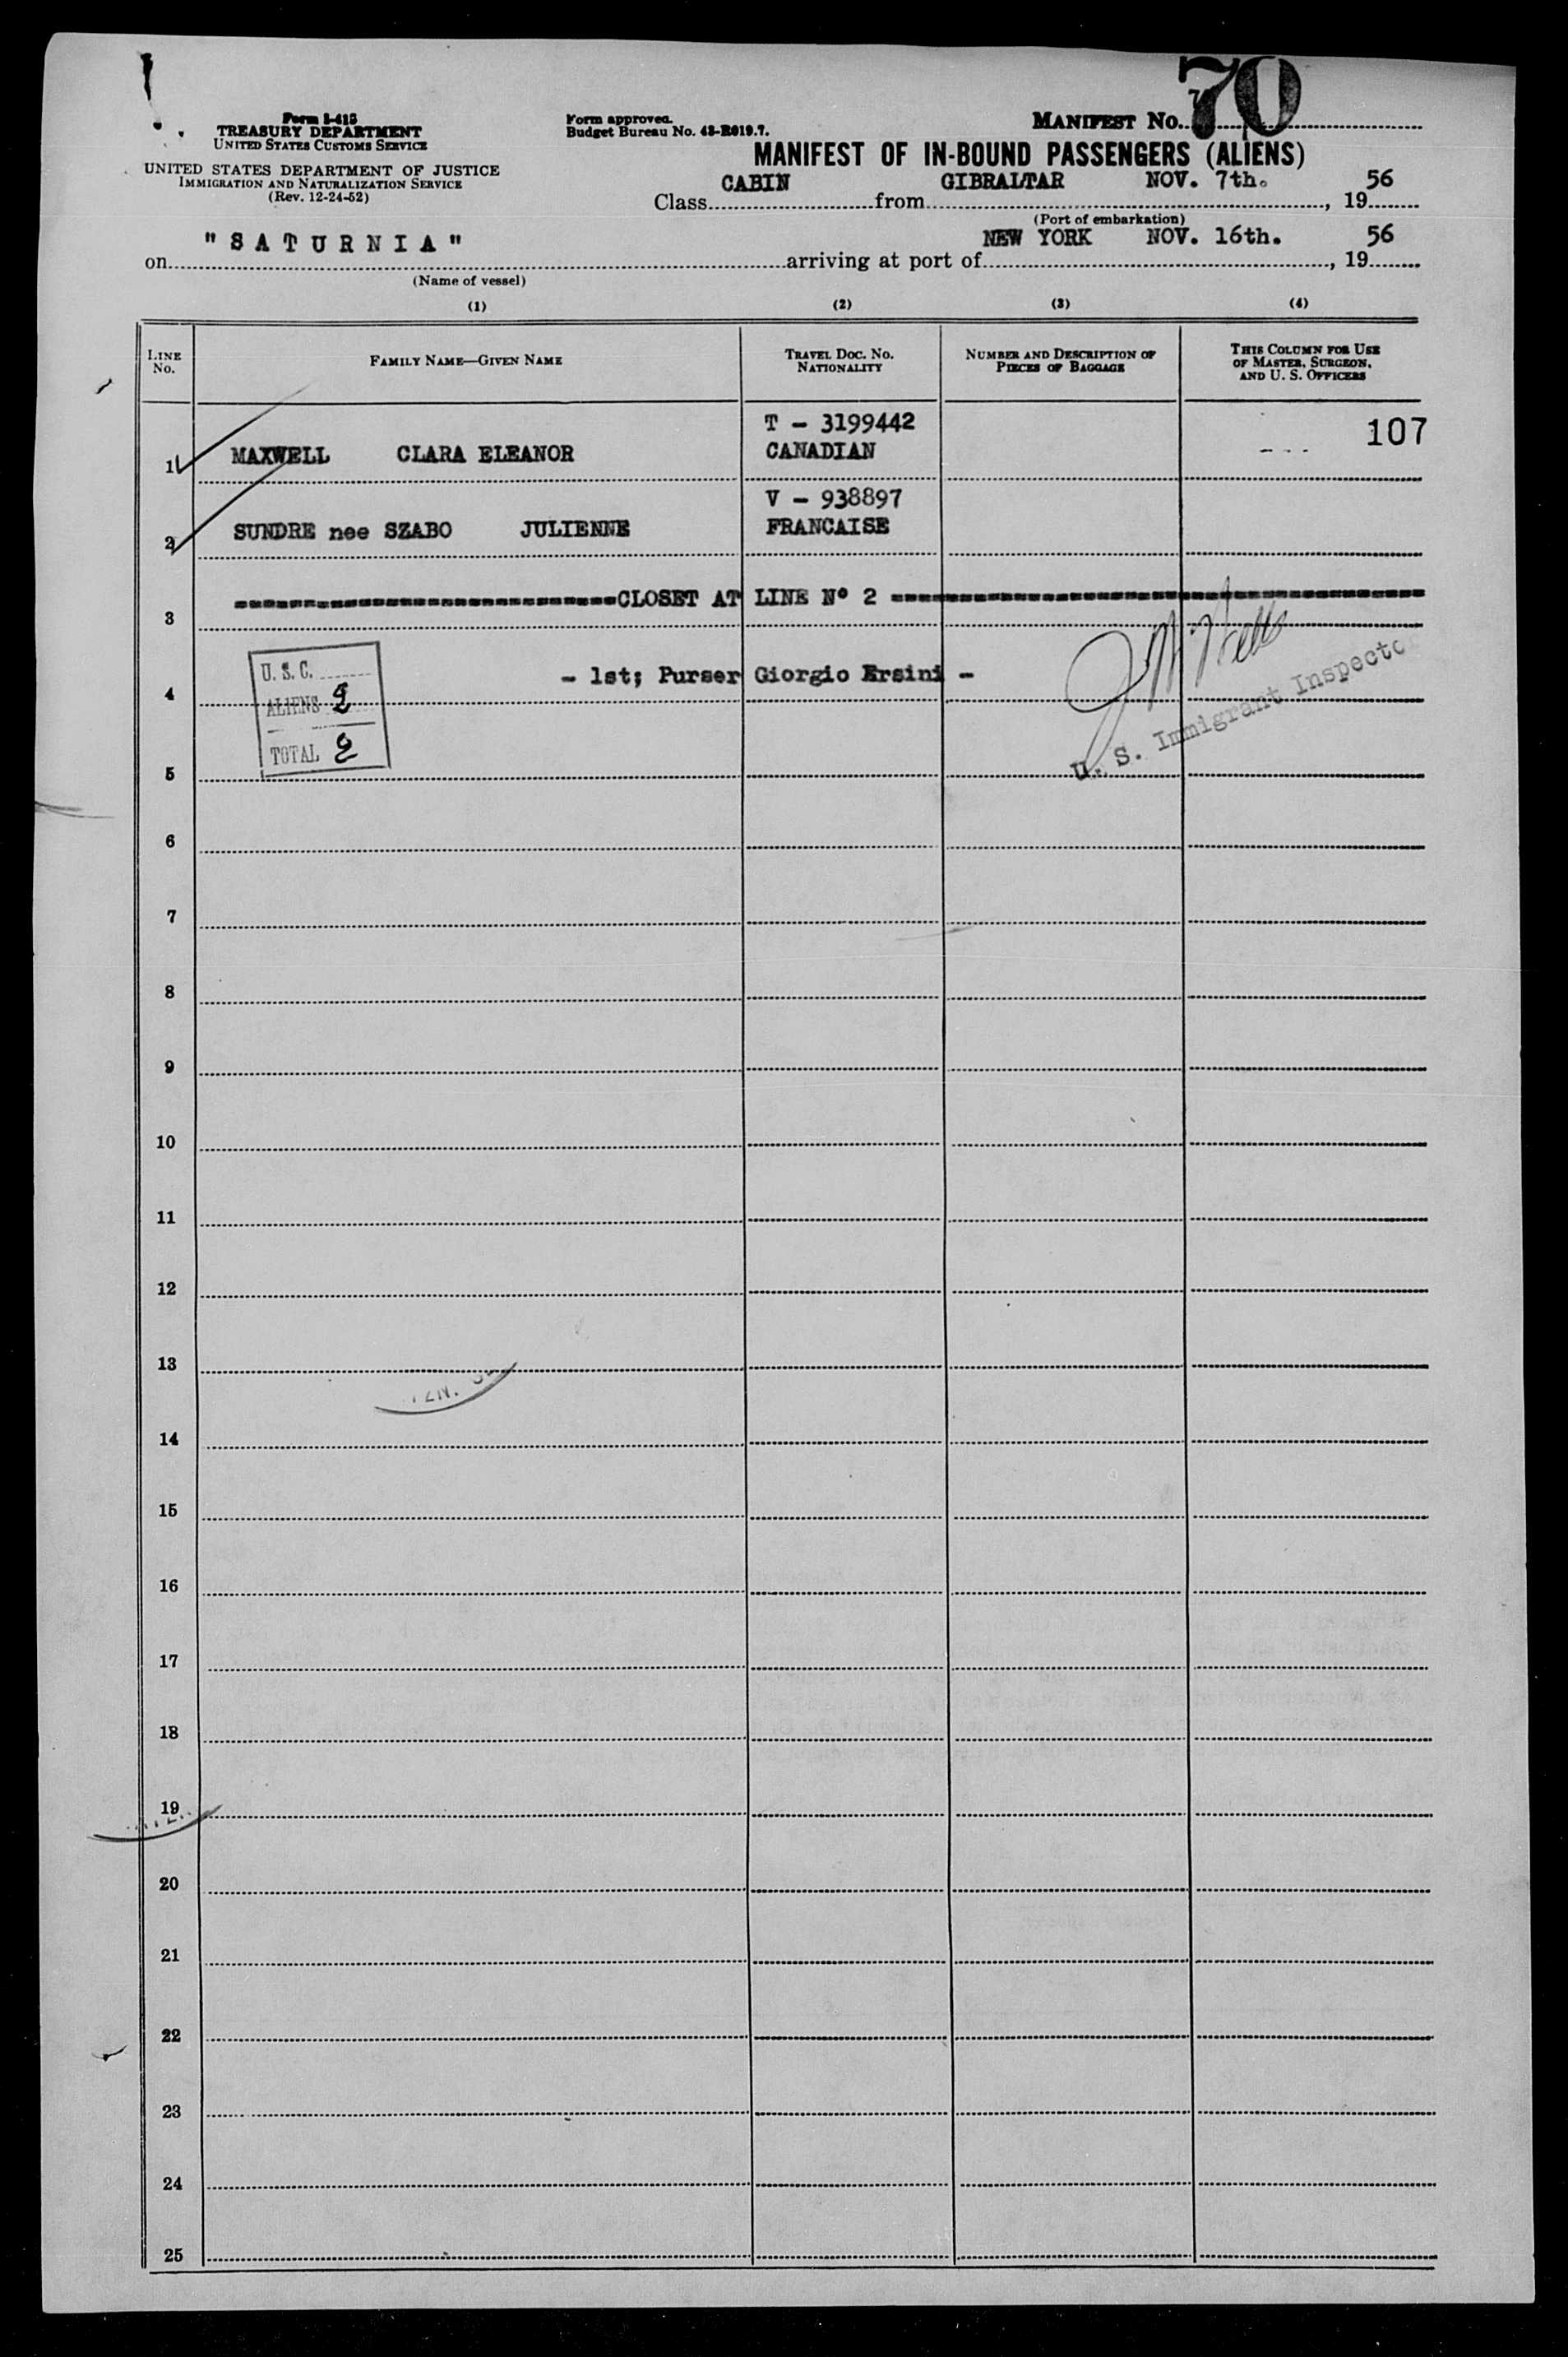 70
Form I-415
TREASURY DEPARTMENT
UNITED STATES CUSTOMS SERVICE
UNITED STATES DEPARTMENT OF JUSTICE
IMMIGRATION AND NATURALIZATION SERVICE
(Rev. 12-24-52)
Form approved.
Budget Bureau No. 43-R019.7.
MANIFEST No.
MANIFEST OF IN-BOUND PASSENGERS (ALIENS)
Class CABIN from GIBRALTAR NOV. 7th. , 19 56
(Port of embarkation)
on "SATURNIA" arriving at port of NEW YORK NOV. 16th. , 19 56
(Name of vessel)
(1) (2) (3) (4)
LINE No. FAMILY NAME—GIVEN NAME TRAVEL DOC. No. NATIONALITY NUMBER AND DESCRIPTION OF PIECES OF BAGGAGE THIS COLUMN FOR USE OF MASTER, SURGEON, AND U. S. OFFICERS
T - 3199442 107
1 MAXWELL CLARA ELEANOR CANADIAN
V - 938897
2 SUNDRE nee SZABO JULIENNE FRANCAISE
3 CLOSET AT LINE Nº 2
4 - 1st; Purser Giorgio Ersini -
U. S. C.
ALIENS 2
TOTAL 2
U. S. Immigrant Inspector
5
6
7
8
9
10
11
12
13
14
15
16
17
18
19
20
21
22
23
24
25